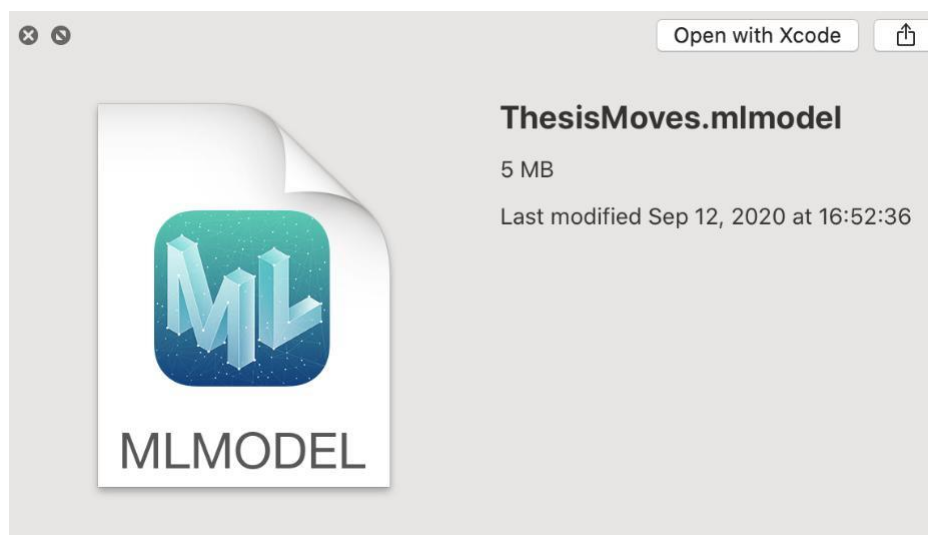 Open with Xcode
ThesisMoves.mlmodel
5 MB
Last modified Sep 12, 2020 at 16:52:36
ML
MLMODEL